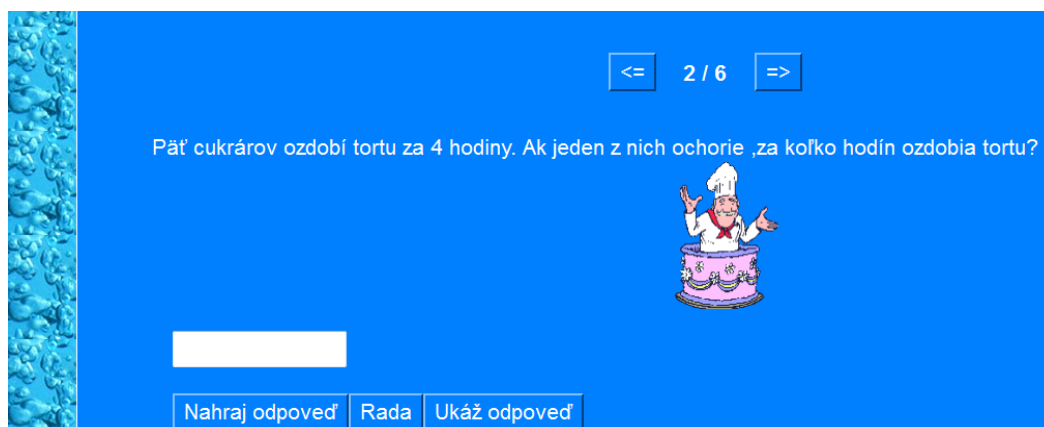 <= 2 / 6 =>
Päť cukrárov ozdobí tortu za 4 hodiny. Ak jeden z nich ochorie ,za koľko hodín ozdobia tortu?
Nahraj odpoveď Rada Ukáž odpoveď